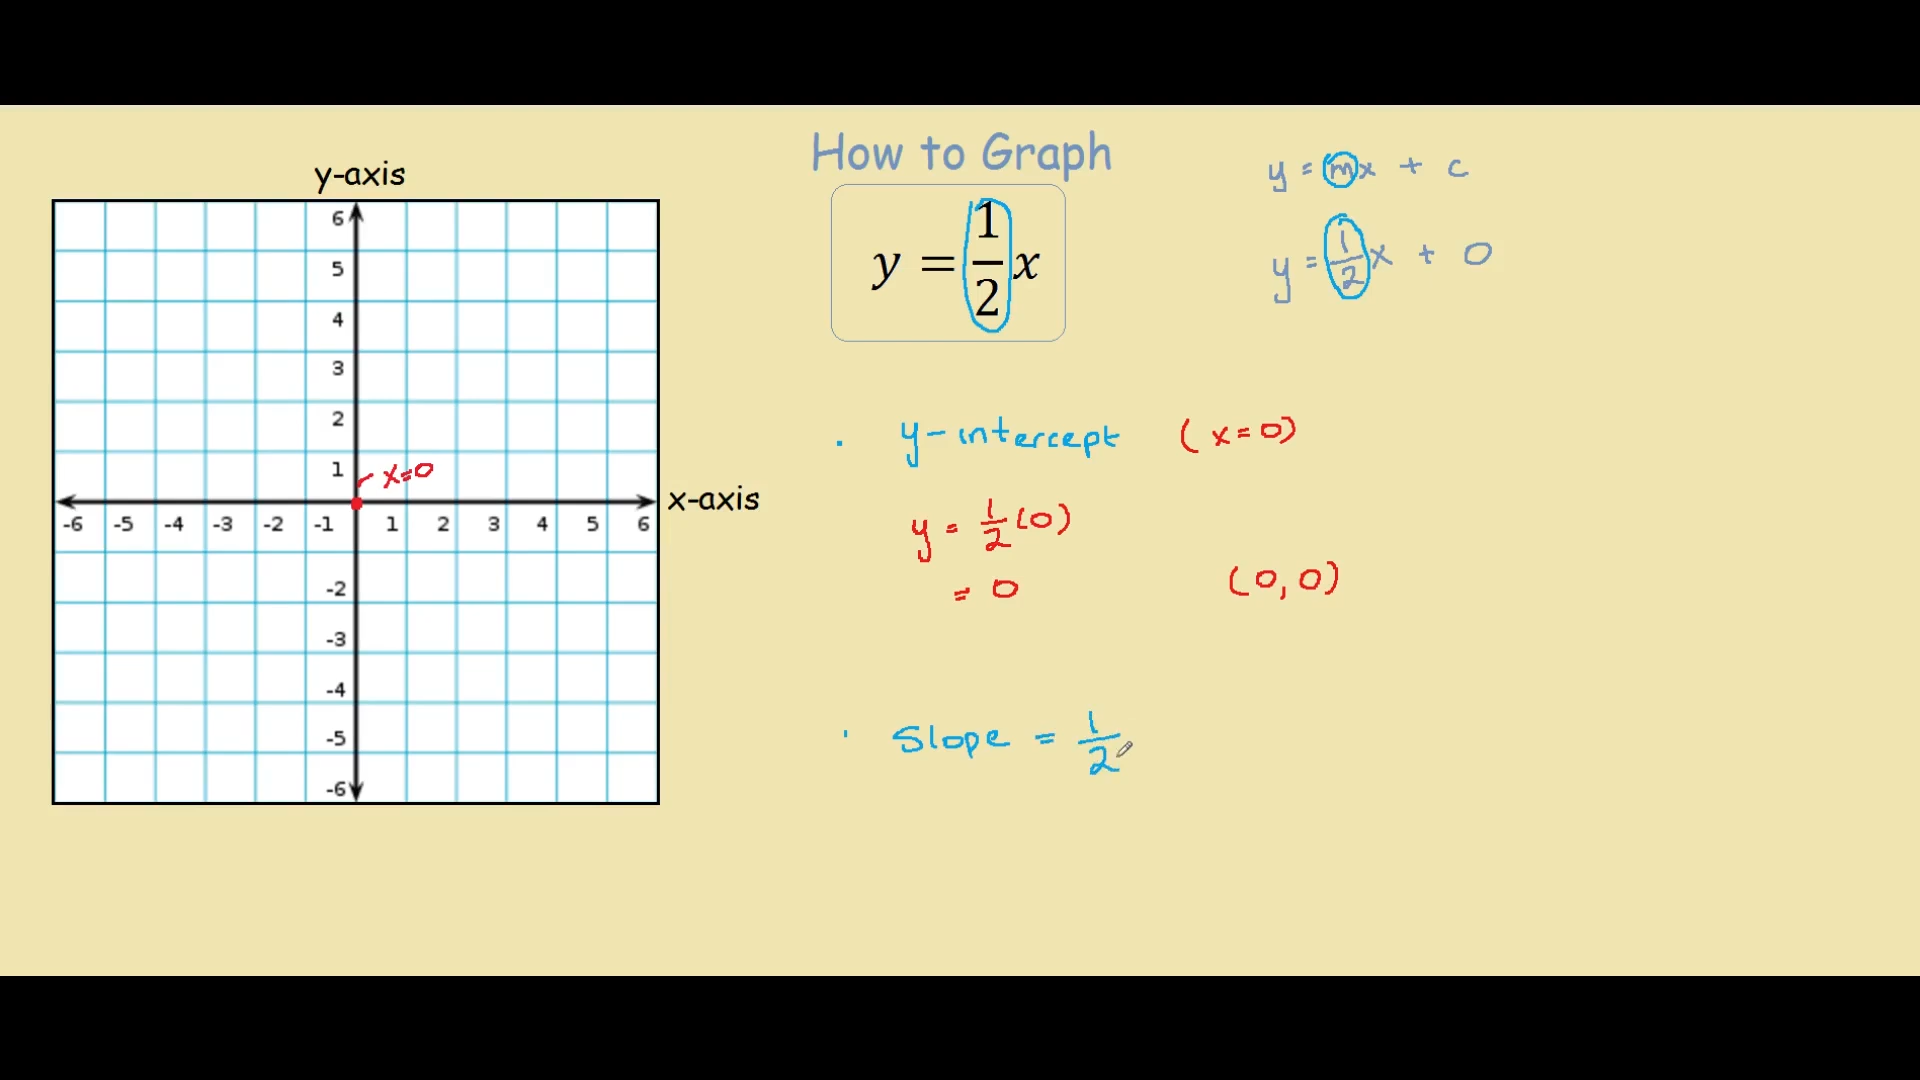 How to Graph
y = 1/2 x
y = mx + c
y = 1/2 x + 0
y-axis
6
5
4
3
2
1
x=0
x-axis
-6 -5 -4 -3 -2 -1 1 2 3 4 5 6
-2
-3
-4
-5
-6
. y-intercept (x=0)
y = 1/2 (0)
= 0 (0,0)
. Slope = 1/2